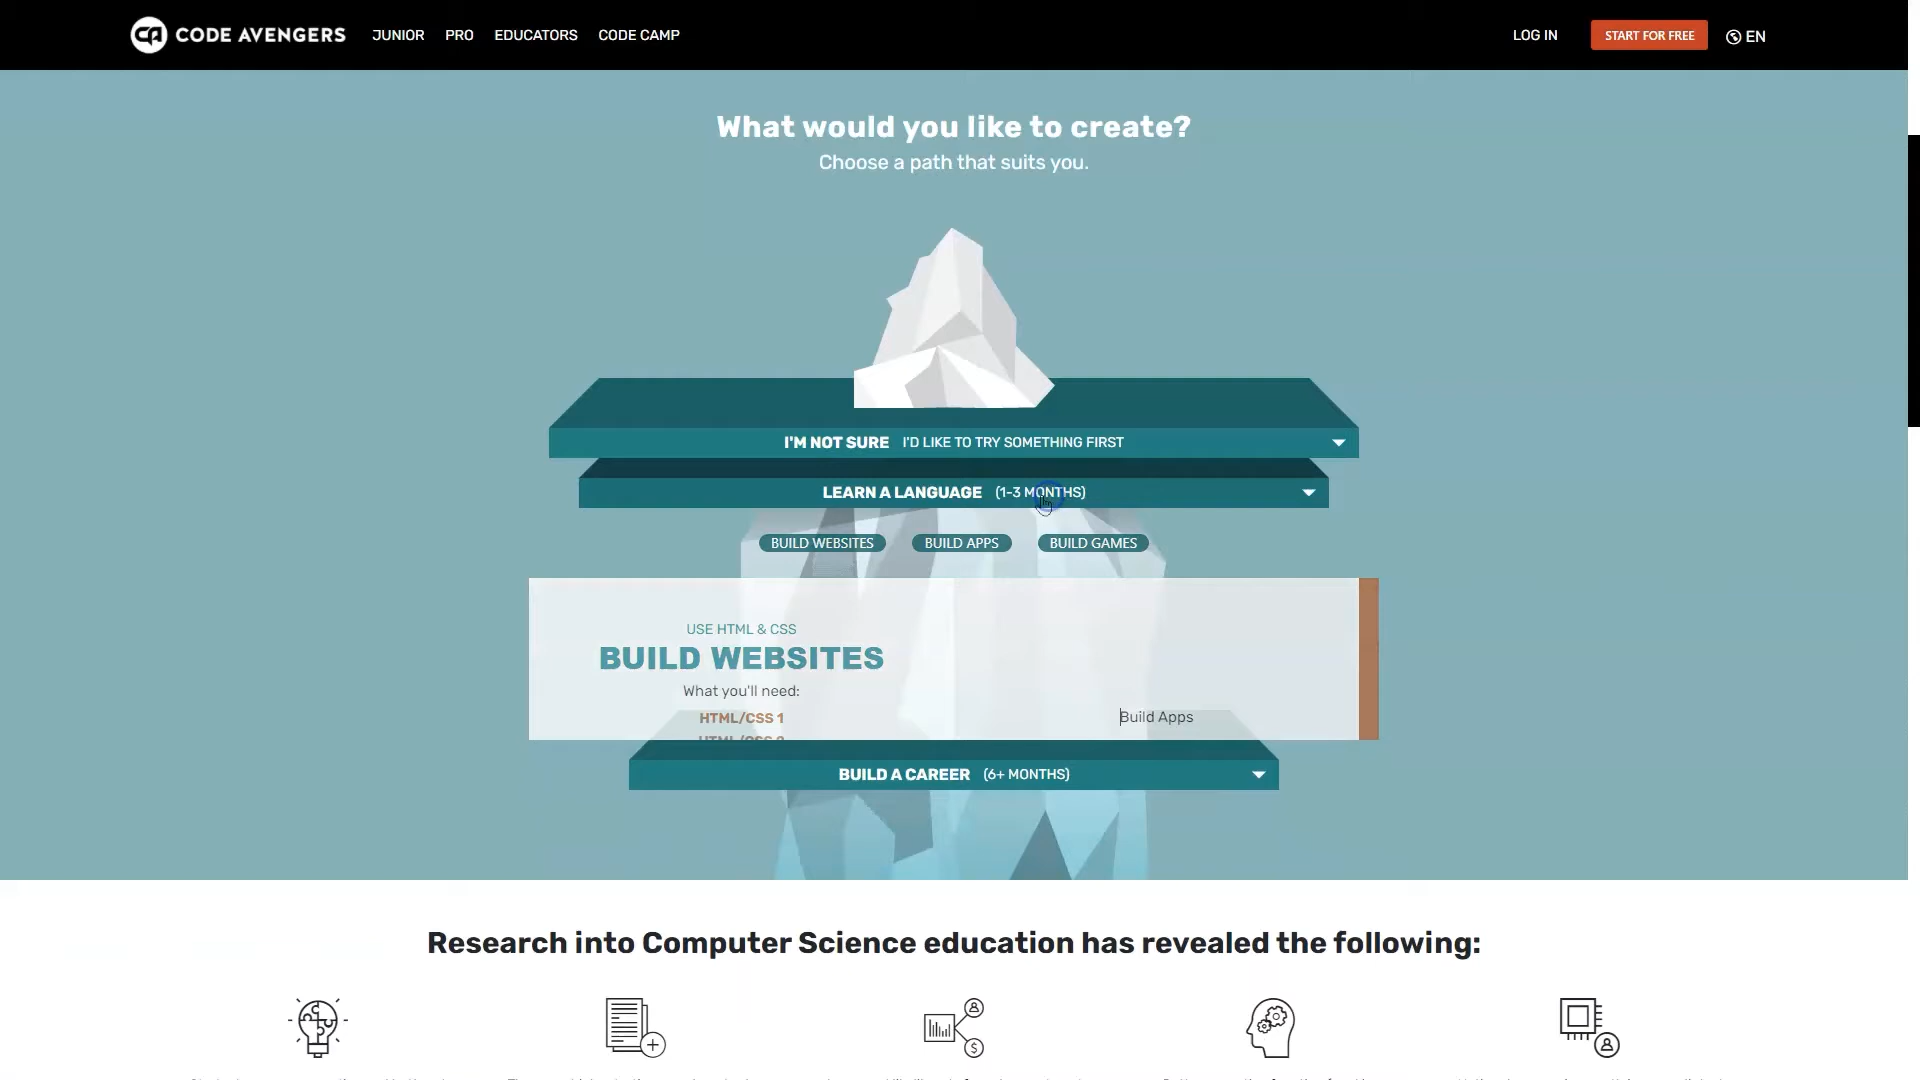 CA CODE AVENGERS JUNIOR PRO EDUCATORS CODE CAMP LOG IN START FOR FREE EN
What would you like to create?
Choose a path that suits you.
I'M NOT SURE I'D LIKE TO TRY SOMETHING FIRST
LEARN A LANGUAGE (1-3 MONTHS)
BUILD WEBSITES BUILD APPS BUILD GAMES
USE HTML & CSS
BUILD WEBSITES
What you'll need:
HTML/CSS 1
Build Apps
BUILD A CAREER (6+ MONTHS)
Research into Computer Science education has revealed the following: